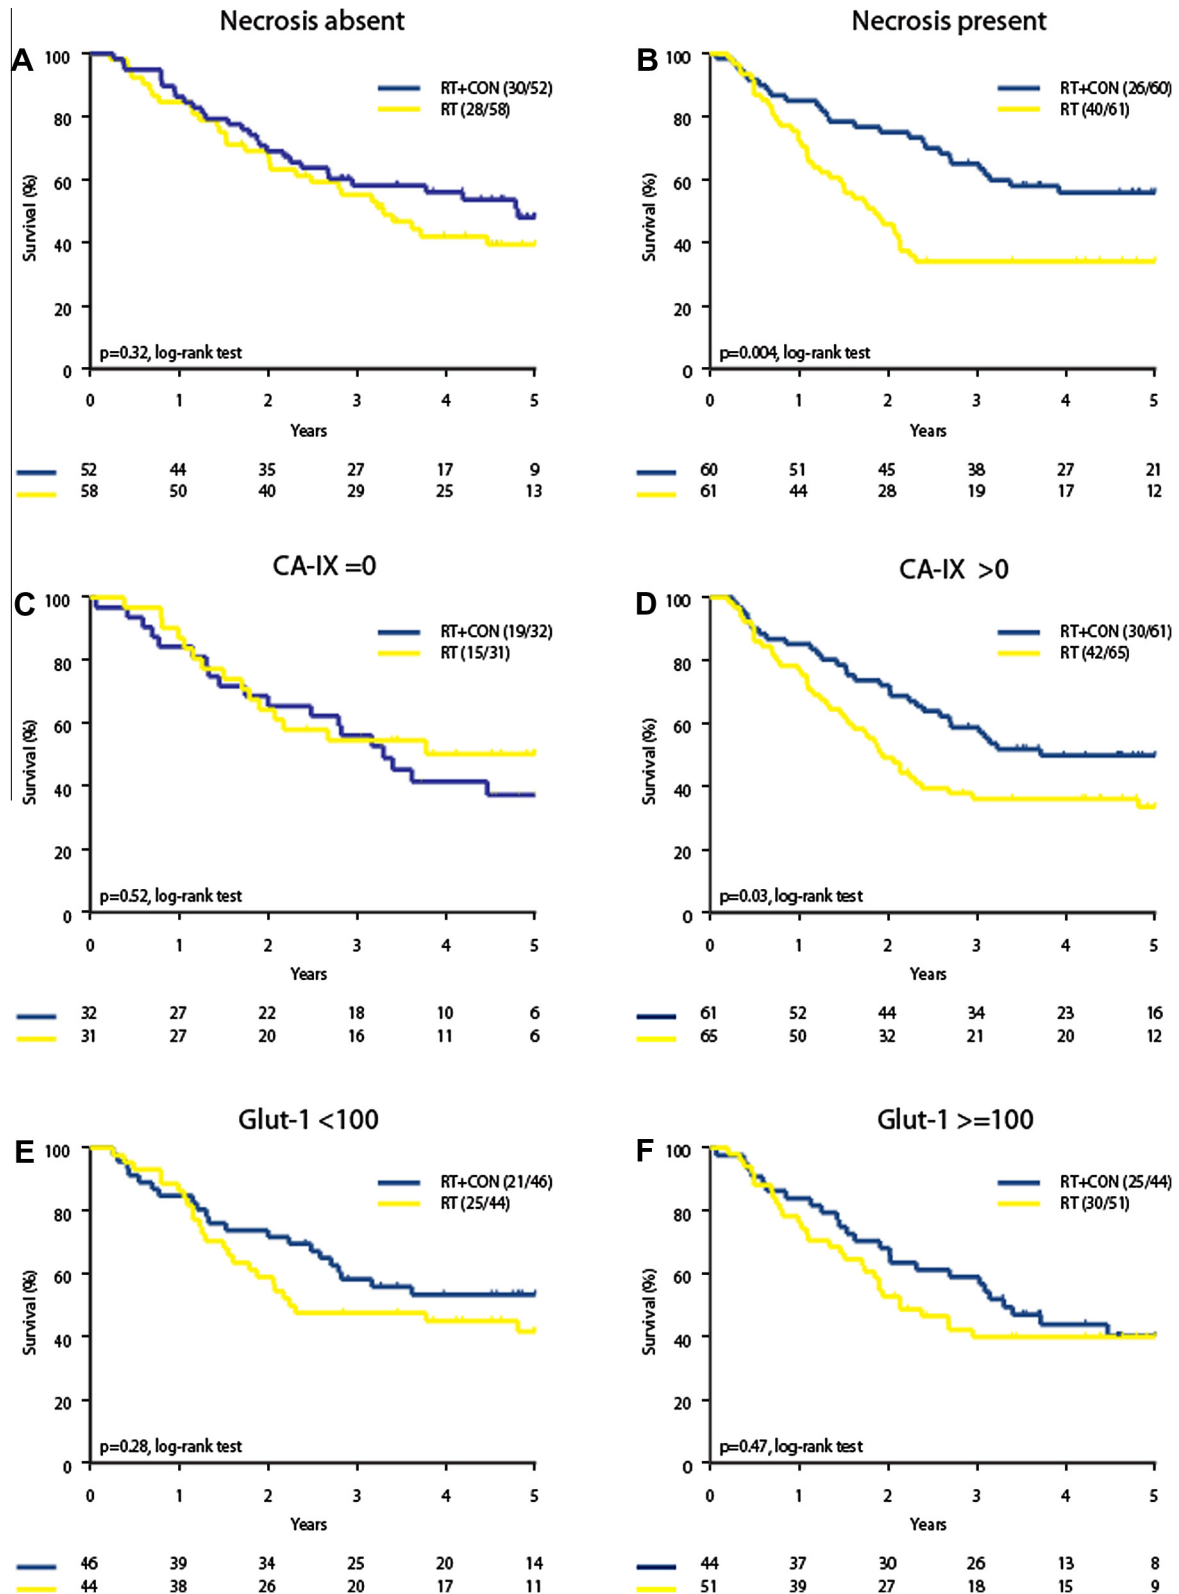 Necrosis absent
A
100
80
60
40
20
0
Survival (%)
RT+CON (30/52)
RT (28/58)
p=0.32, log-rank test
0 1 2 3 4 5
Years
52 44 35 27 17 9
58 50 40 29 25 13
Necrosis present
B
100
80
60
40
20
0
Survival (%)
RT+CON (26/60)
RT (40/61)
p=0.004, log-rank test
0 1 2 3 4 5
Years
60 51 45 38 27 21
61 44 28 19 17 12
CA-IX =0
C
100
80
60
40
20
0
Survival (%)
RT+CON (19/32)
RT (15/31)
p=0.52, log-rank test
0 1 2 3 4 5
Years
32 27 22 18 10 6
31 27 20 16 11 6
CA-IX >0
D
100
80
60
40
20
0
Survival (%)
RT+CON (30/61)
RT (42/65)
p=0.03, log-rank test
0 1 2 3 4 5
Years
61 52 44 34 23 16
65 50 32 21 20 12
Glut-1 <100
E
100
80
60
40
20
0
Survival (%)
RT+CON (21/46)
RT (25/44)
p=0.28, log-rank test
0 1 2 3 4 5
Years
46 39 34 25 20 14
44 38 26 20 17 11
Glut-1 >=100
F
100
80
60
40
20
0
Survival (%)
RT+CON (25/44)
RT (30/51)
p=0.47, log-rank test
0 1 2 3 4 5
Years
44 37 30 26 13 8
51 39 27 18 15 9